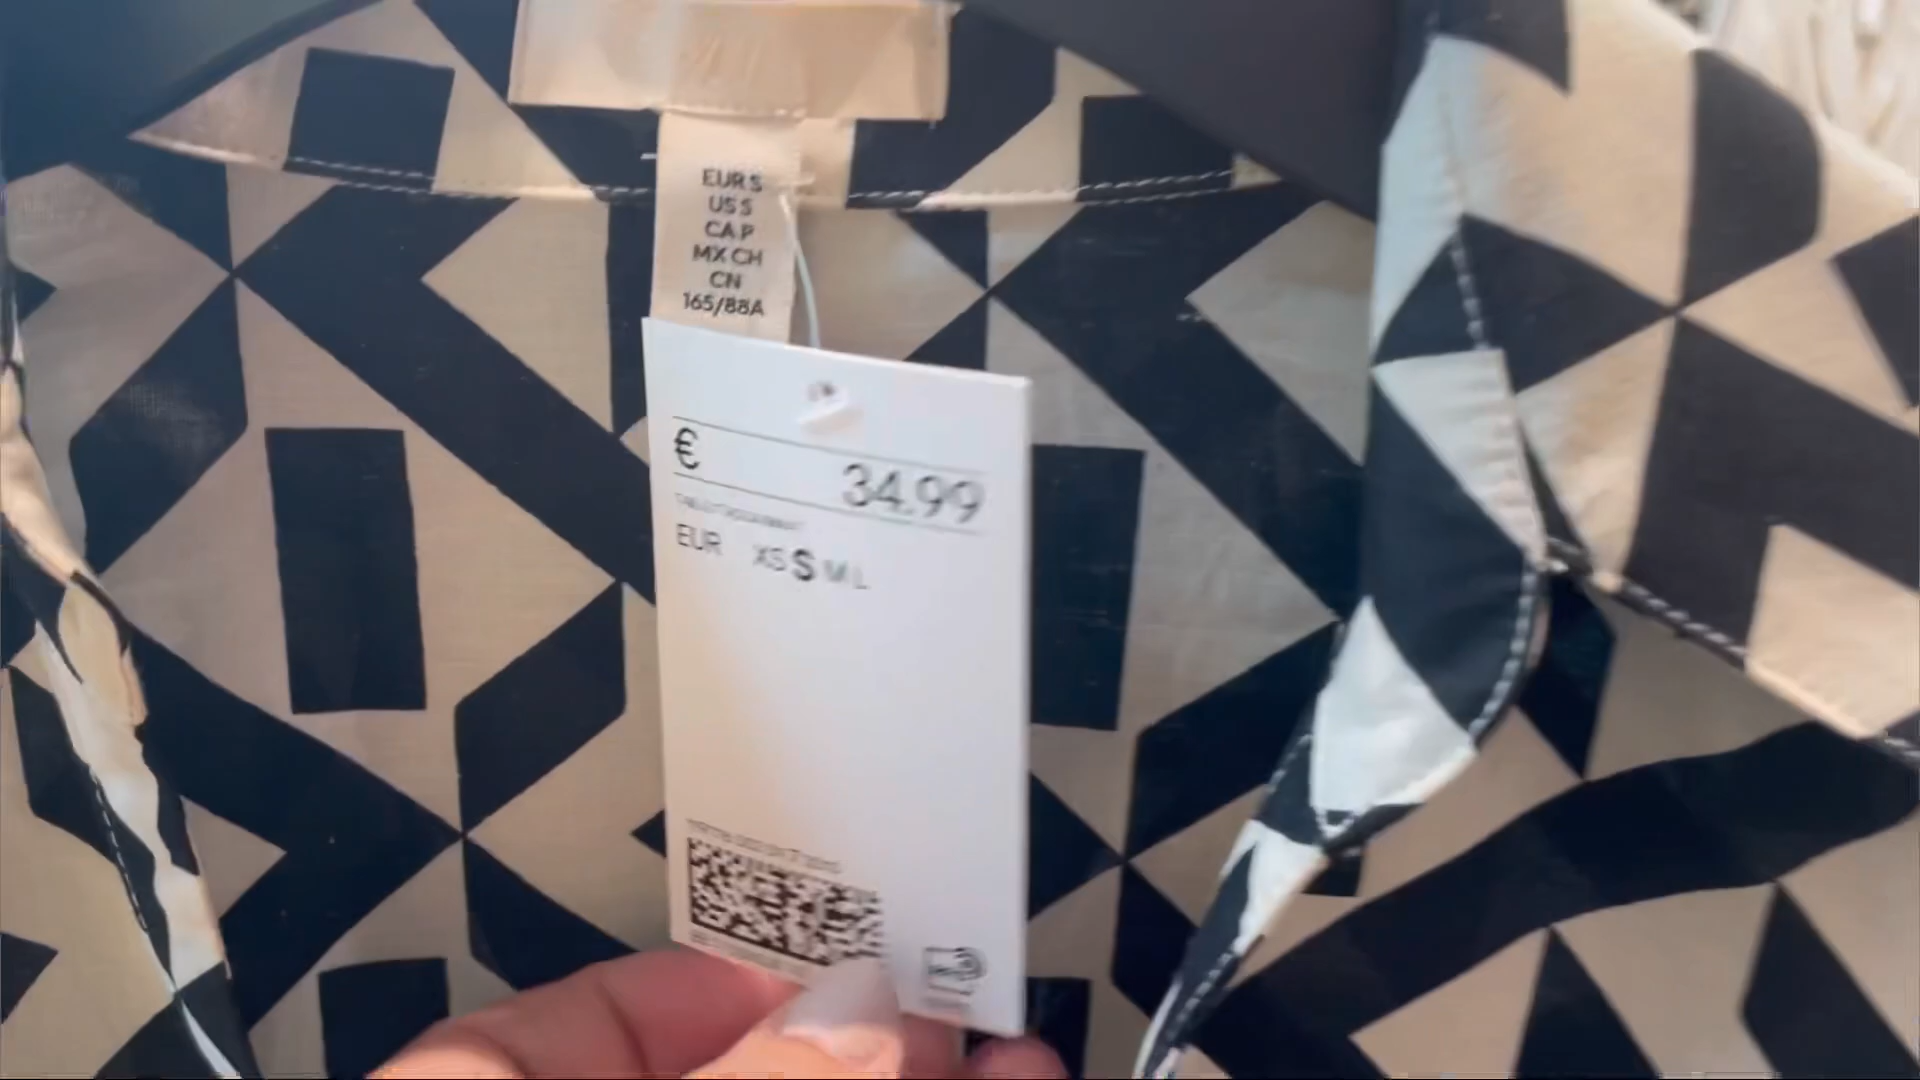 EUR S
US S
CA P
MX CH
CN
165/88A
€ 34.99
EUR XS S M L